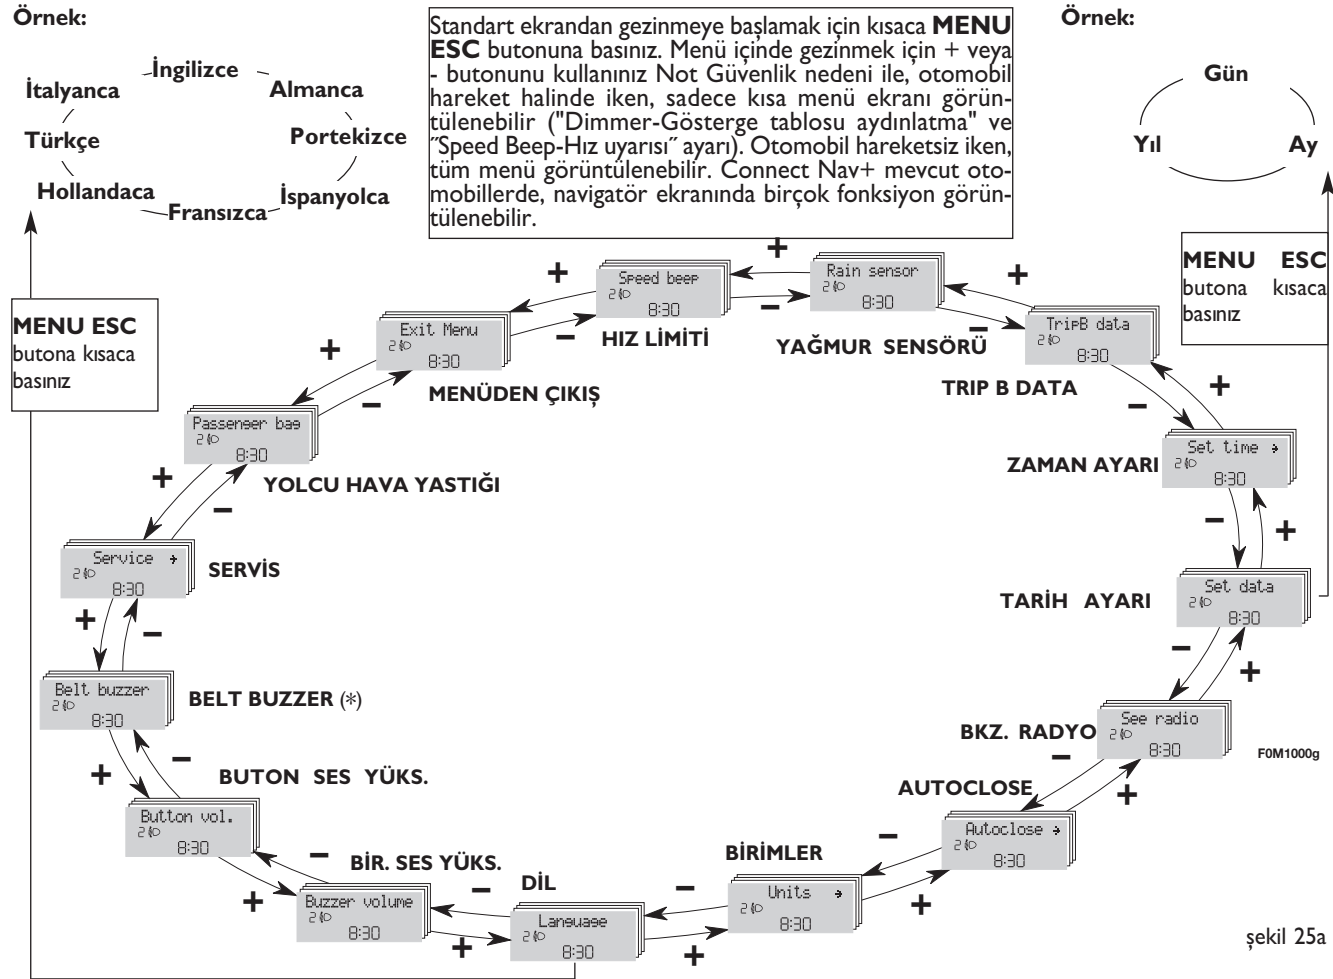 Örnek:
İngilizce
İtalyanca
Almanca
Türkçe
Portekizce
Hollandaca
İspanyolca
Fransızca
Standart ekrandan gezinmeye başlamak için kısaca MENU
ESC butonuna basınız. Menü içinde gezinmek için + veya
- butonunu kullanınız Not Güvenlik nedeni ile, otomobil
hareket halinde iken, sadece kısa menü ekranı görün-
tülenebilir ("Dimmer-Gösterge tablosu aydınlatma" ve
˝Speed Beep-Hız uyarısı˝ ayarı). Otomobil hareketsiz iken,
tüm menü görüntülenebilir. Connect Nav+ mevcut oto-
mobillerde, navigatör ekranında birçok fonksiyon görün-
tülenebilir.
Örnek:
Gün
Yıl
Ay
MENU ESC
butona kısaca
basınız
MENU ESC
butona kısaca
basınız
Speed beep
8:30
HIZ LİMİTİ
Rain sensor
8:30
YAĞMUR SENSÖRÜ
TripB data
8:30
TRIP B DATA
Set time →
8:30
ZAMAN AYARI
Set data
8:30
TARİH AYARI
See radio
8:30
BKZ. RADYO
F0M1000g
Autoclose →
8:30
AUTOCLOSE
Units →
8:30
BİRİMLER
Language
8:30
DİL
Buzzer volume
8:30
BİR. SES YÜKS.
Button vol.
8:30
BUTON SES YÜKS.
Belt buzzer
8:30
BELT BUZZER (*)
Service →
8:30
SERVİS
Passenger bag
8:30
YOLCU HAVA YASTIĞI
Exit Menu
8:30
MENÜDEN ÇIKIŞ
şekil 25a